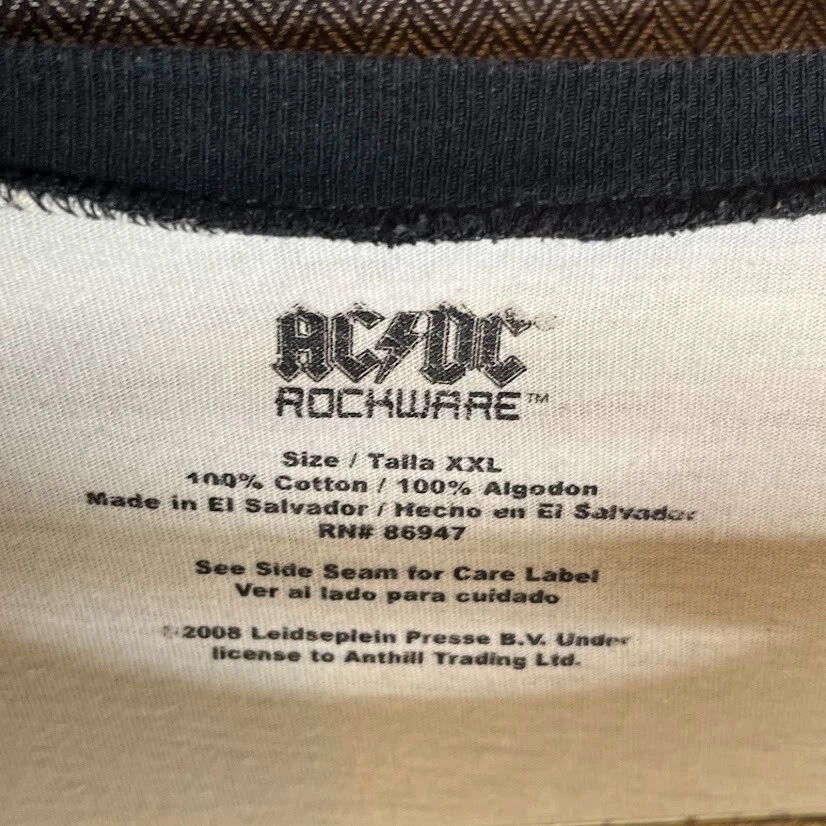 AC/DC
ROCKWARE™
Size / Talla XXL
100% Cotton / 100% Algodon
Made in El Salvador / Hecho en El Salvador
RN# 86947
See Side Seam for Care Label
Ver al lado para cuidado
©2008 Leidseplein Presse B.V. Under
license to Anthill Trading Ltd.